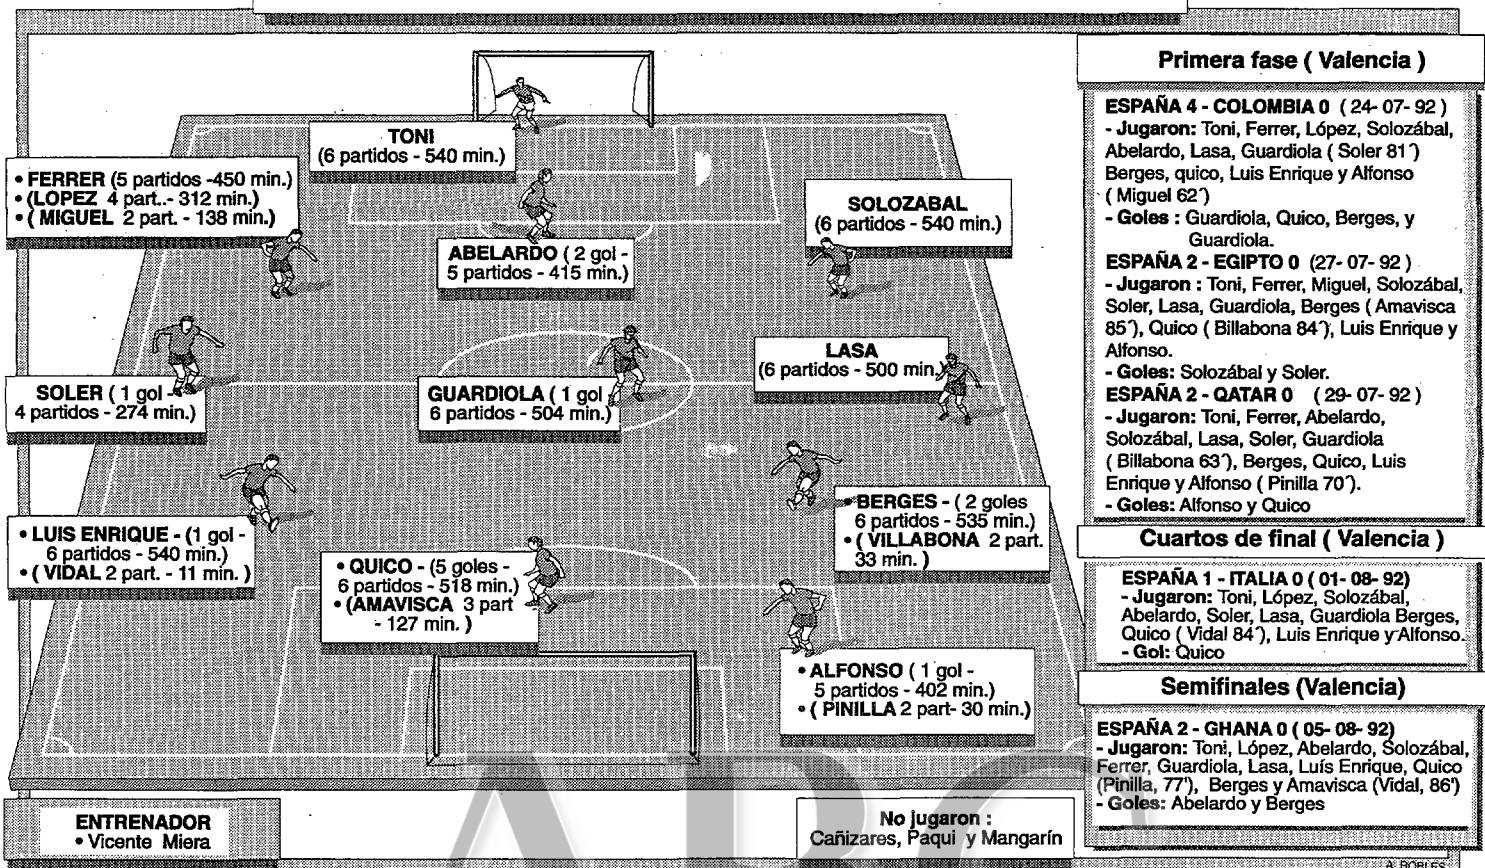 TONI
(6 partidos - 540 min.)
• FERRER (5 partidos -450 min.)
• (LOPEZ 4 part..- 312 min.)
• ( MIGUEL 2 part. - 138 min.)
ABELARDO ( 2 gol -
5 partidos - 415 min.)
SOLOZABAL
(6 partidos - 540 min.)
SOLER ( 1 gol -
4 partidos - 274 min.)
GUARDIOLA ( 1 gol
6 partidos - 504 min.)
LASA
(6 partidos - 500 min.)
• LUIS ENRIQUE - (1 gol -
6 partidos - 540 min.)
• ( VIDAL 2 part. - 11 min. )
• QUICO - (5 goles -
6 partidos - 518 min.)
• (AMAVISCA 3 part
- 127 min. )
• BERGES - ( 2 goles
6 partidos - 535 min.)
• ( VILLABONA 2 part.
33 min.)
• ALFONSO ( 1 gol -
5 partidos - 402 min.)
• ( PINILLA 2 part- 30 min.)
ENTRENADOR
• Vicente Miera
No jugaron :
Cañizares, Paqui y Mangarín
Primera fase ( Valencia )
ESPAÑA 4 - COLOMBIA 0 ( 24- 07- 92 )
- Jugaron: Toni, Ferrer, López, Solozábal,
Abelardo, Lasa, Guardiola ( Soler 81´)
Berges, quico, Luis Enrique y Alfonso
( Miguel 62´)
- Goles : Guardiola, Quico, Berges, y
Guardiola.
ESPAÑA 2 - EGIPTO 0 (27- 07- 92 )
- Jugaron : Toni, Ferrer, Miguel, Solozábal,
Soler, Lasa, Guardiola, Berges ( Amavisca
85´), Quico ( Billabona 84´), Luis Enrique y
Alfonso.
- Goles: Solozábal y Soler.
ESPAÑA 2 - QATAR 0 ( 29- 07- 92 )
- Jugaron: Toni, Ferrer, Abelardo,
Solozábal, Lasa, Soler, Guardiola
( Billabona 63´), Berges, Quico, Luis
Enrique y Alfonso ( Pinilla 70´).
- Goles: Alfonso y Quico
Cuartos de final ( Valencia )
ESPAÑA 1 - ITALIA 0 ( 01- 08- 92)
- Jugaron: Toni, López, Solozábal,
Abelardo, Soler, Lasa, Guardiola Berges,
Quico ( Vidal 84´), Luis Enrique y Alfonso.
- Gol: Quico
Semifinales (Valencia)
ESPAÑA 2 - GHANA 0 ( 05- 08- 92)
- Jugaron: Toni, López, Abelardo, Solozábal,
Ferrer, Guardiola, Lasa, Luís Enrique, Quico
(Pinilla, 77'), Berges y Amavisca (Vidal, 86')
- Goles: Abelardo y Berges
A. ROBLES
ABC